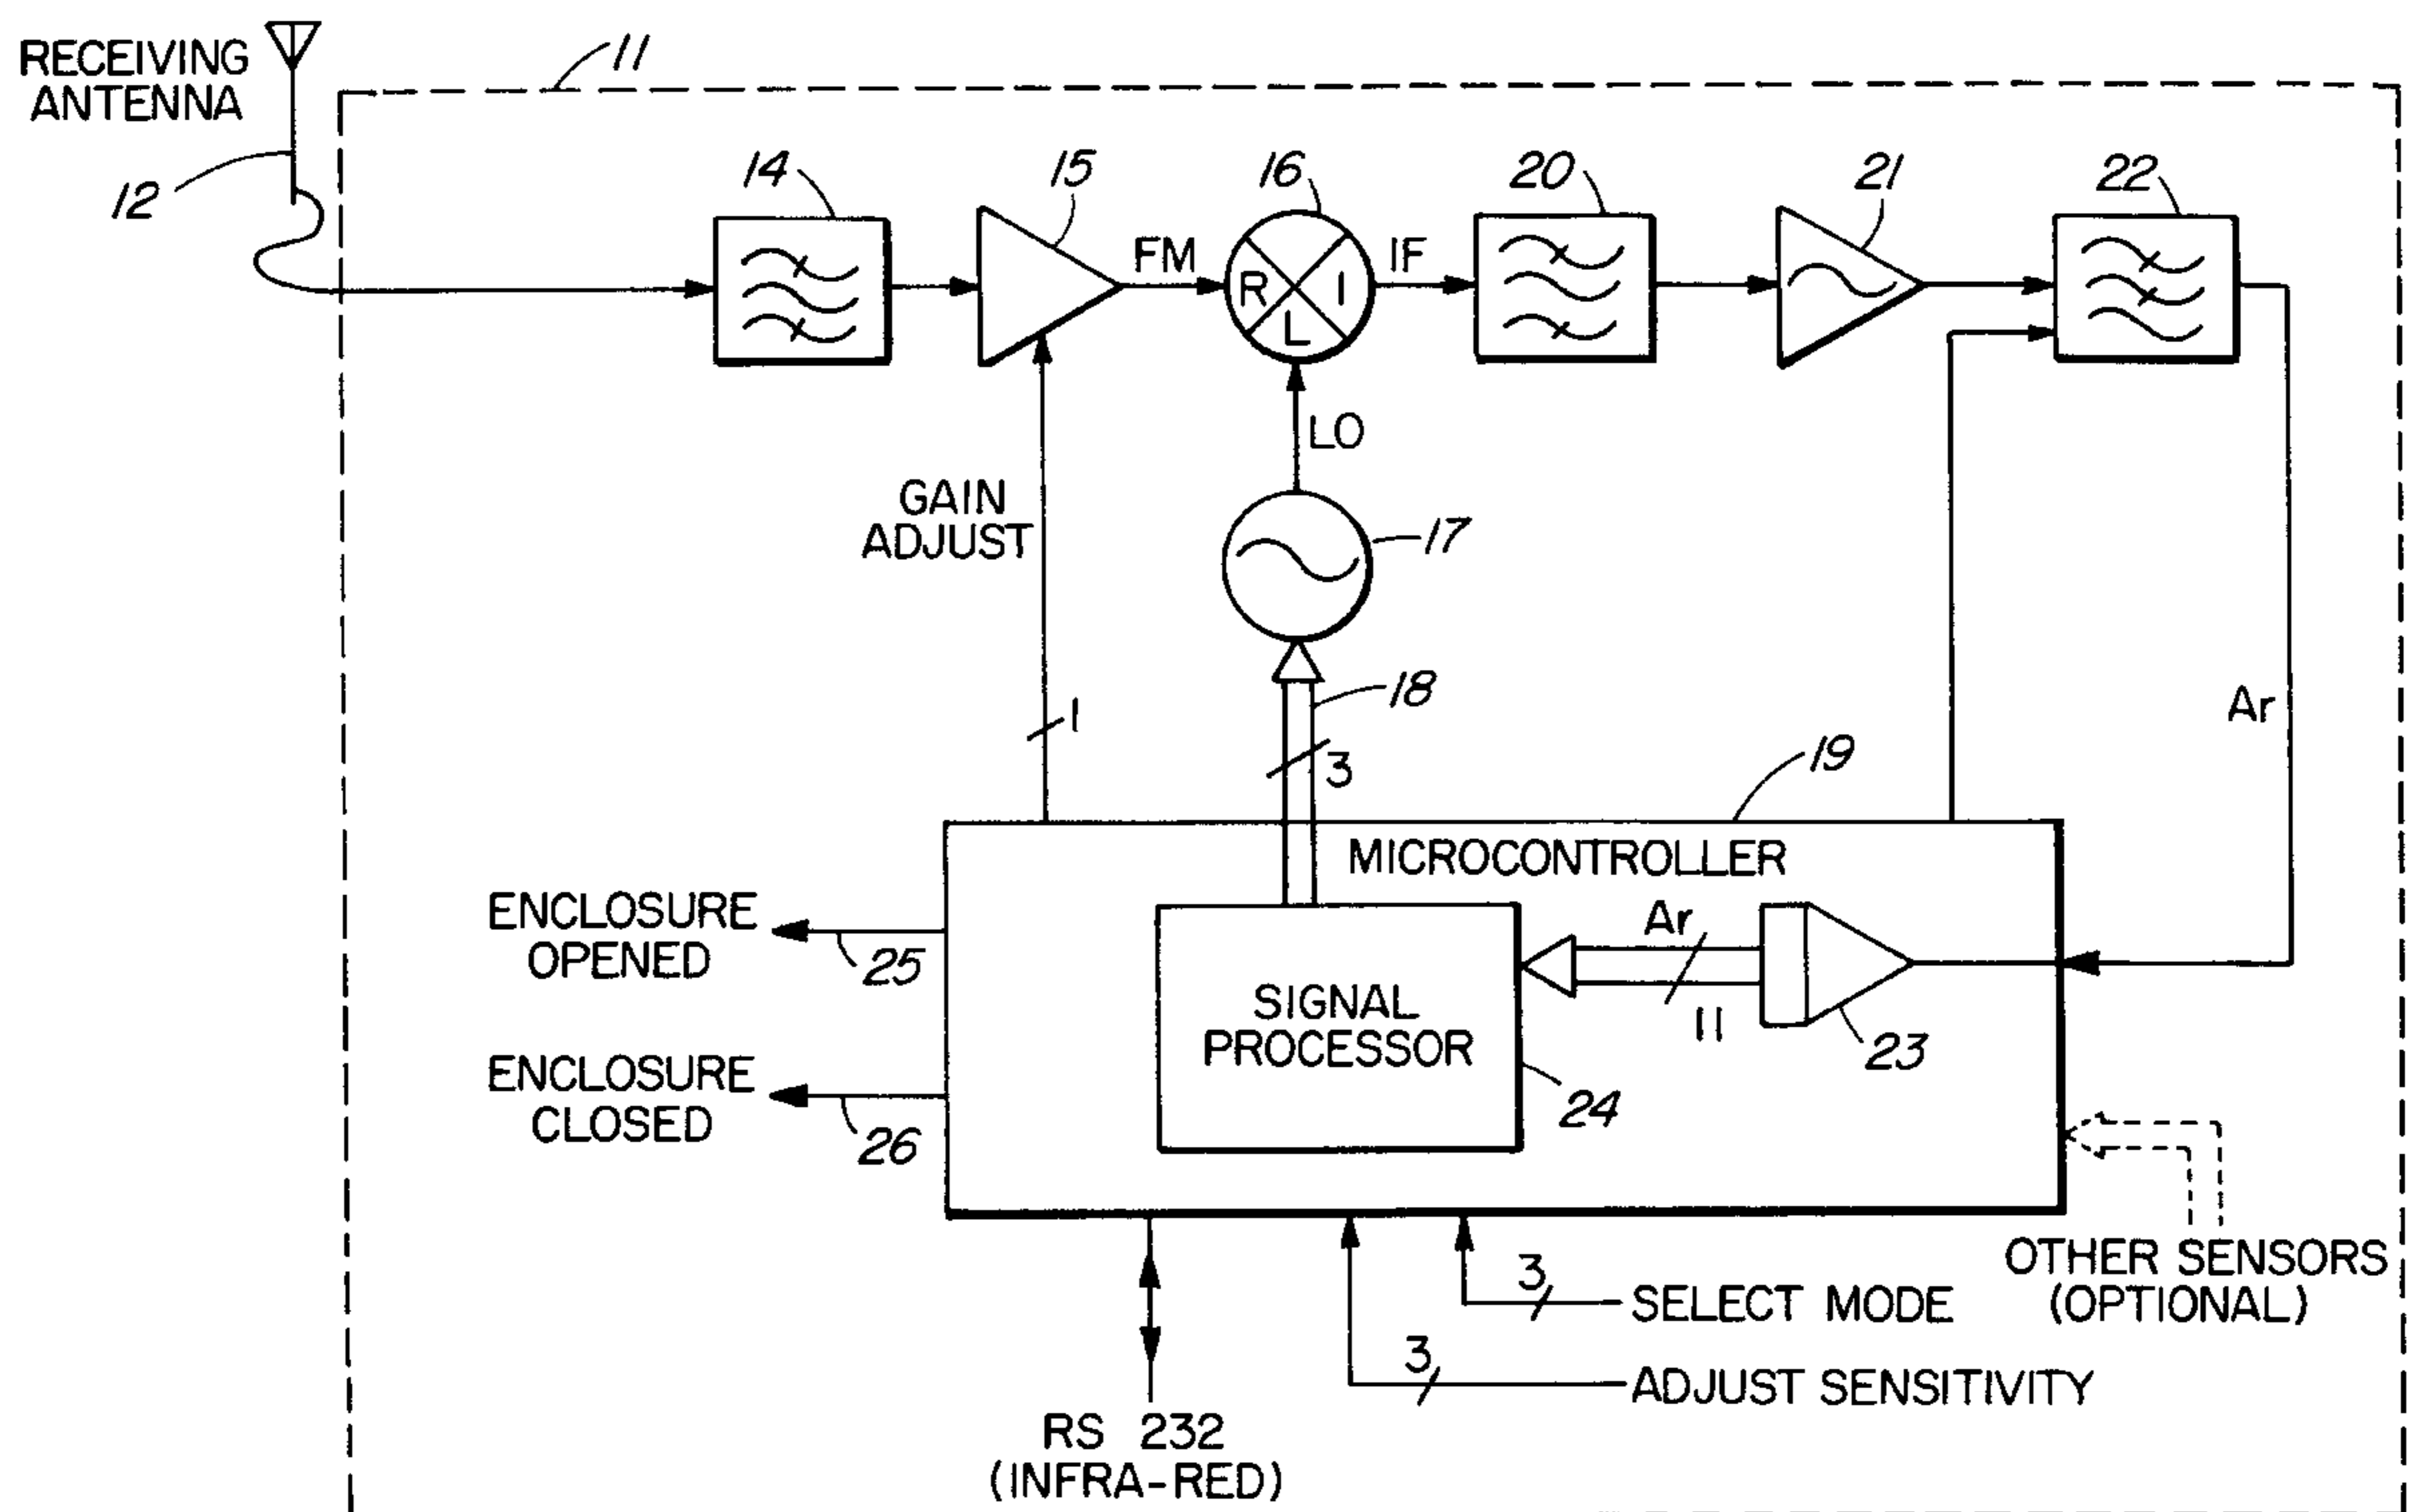 RECEIVING
ANTENNA
11
12
14
15
16
20
21
22
FM
IF
R
I
L
LO
GAIN
ADJUST
17
18
1
3
19
Ar
MICROCONTROLLER
ENCLOSURE
OPENED
25
Ar
11
SIGNAL
PROCESSOR
23
24
ENCLOSURE
CLOSED
26
OTHER SENSORS
(OPTIONAL)
3
SELECT MODE
3
ADJUST SENSITIVITY
RS 232
(INFRA-RED)